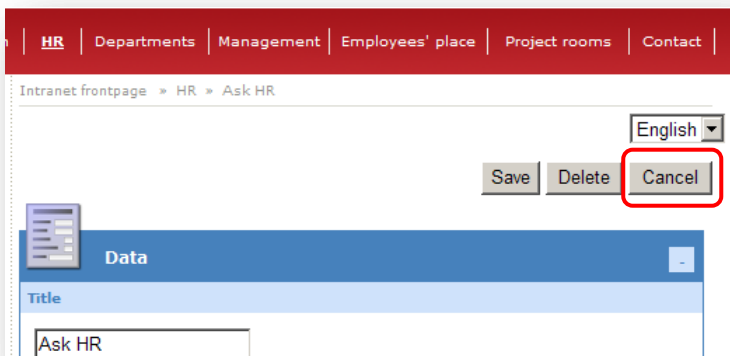 HR | Departments | Management | Employees' place | Project rooms | Contact |
Intranet frontpage » HR » Ask HR
English
Save Delete Cancel
Data -
Title
Ask HR